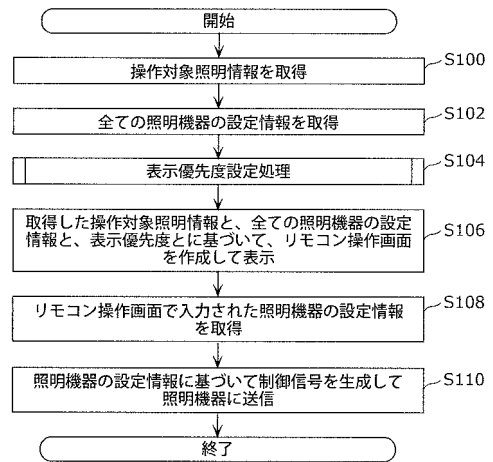 開始
操作対象照明情報を取得
S100
全ての照明機器の設定情報を取得
S102
表示優先度設定処理
S104
取得した操作対象照明情報と、全ての照明機器の設定
情報と、表示優先度とに基づいて、リモコン操作画面
を作成して表示
S106
リモコン操作画面で入力された照明機器の設定情報
を取得
S108
照明機器の設定情報に基づいて制御信号を生成して
照明機器に送信
S110
終了